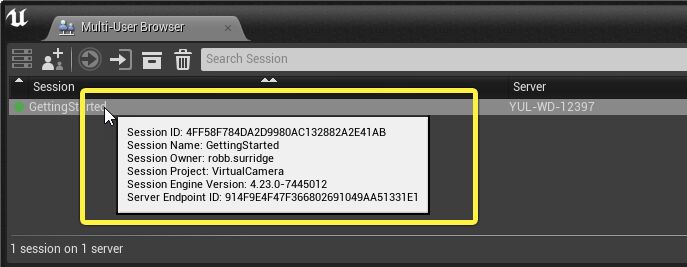 Multi-User Browser
Search Session
Session Server
GettingStarted YUL-WD-12397
Session ID: 4FF58F784DA2D9980AC132882A2E41AB
Session Name: GettingStarted
Session Owner: robb.surridge
Session Project: VirtualCamera
Session Engine Version: 4.23.0-7445012
Server Endpoint ID: 914F9E4F47F366802691049AA51331E1
1 session on 1 server